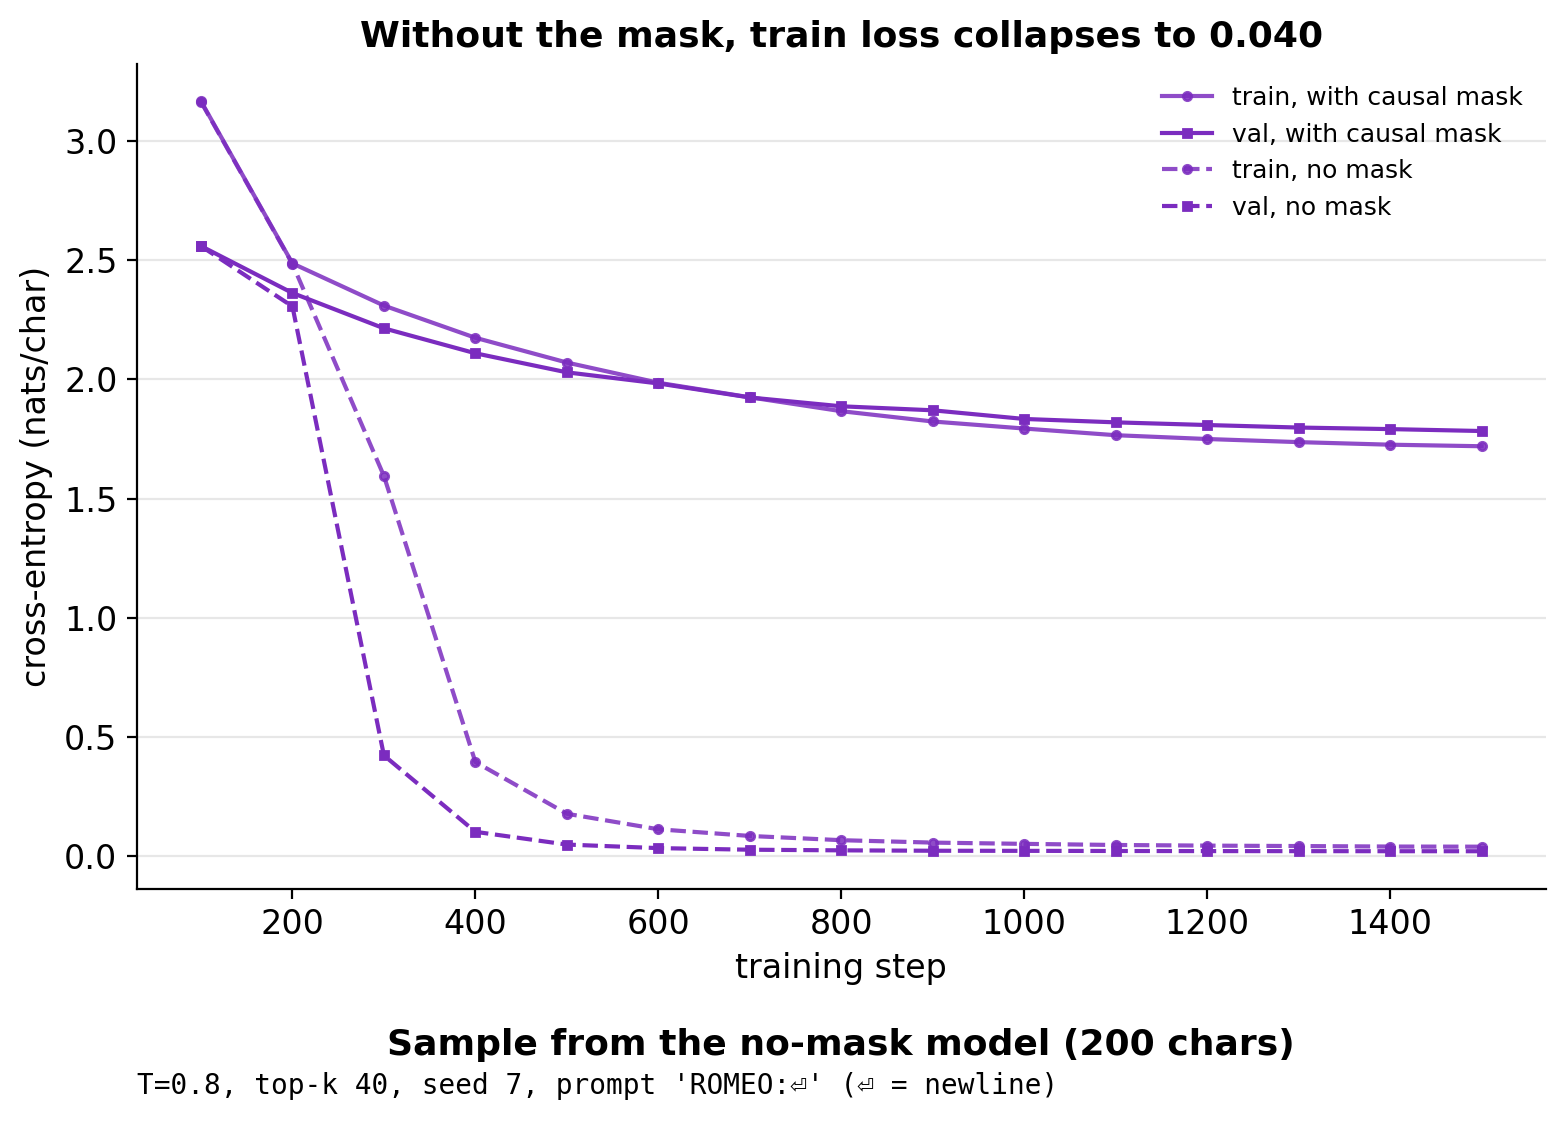 Without the mask, train loss collapses to 0.040
train, with causal mask
val, with causal mask
train, no mask
val, no mask
cross-entropy (nats/char)
3.0
2.5
2.0
1.5
1.0
0.5
0.0
200 400 600 800 1000 1200 1400
training step
Sample from the no-mask model (200 chars)
T=0.8, top-k 40, seed 7, prompt 'ROMEO:⏎' (⏎ = newline)